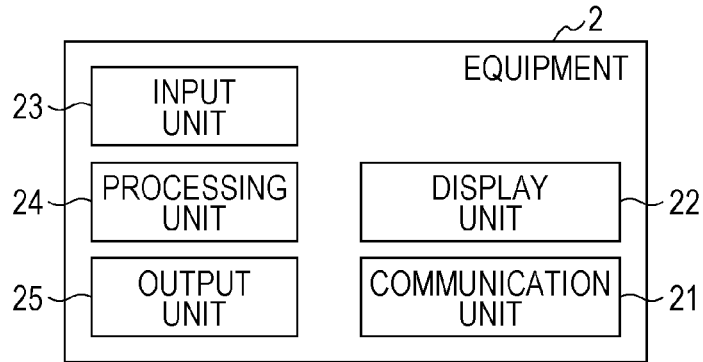 2
EQUIPMENT
23
INPUT
UNIT
24
PROCESSING
UNIT
DISPLAY
UNIT
22
25
OUTPUT
UNIT
COMMUNICATION
UNIT
21